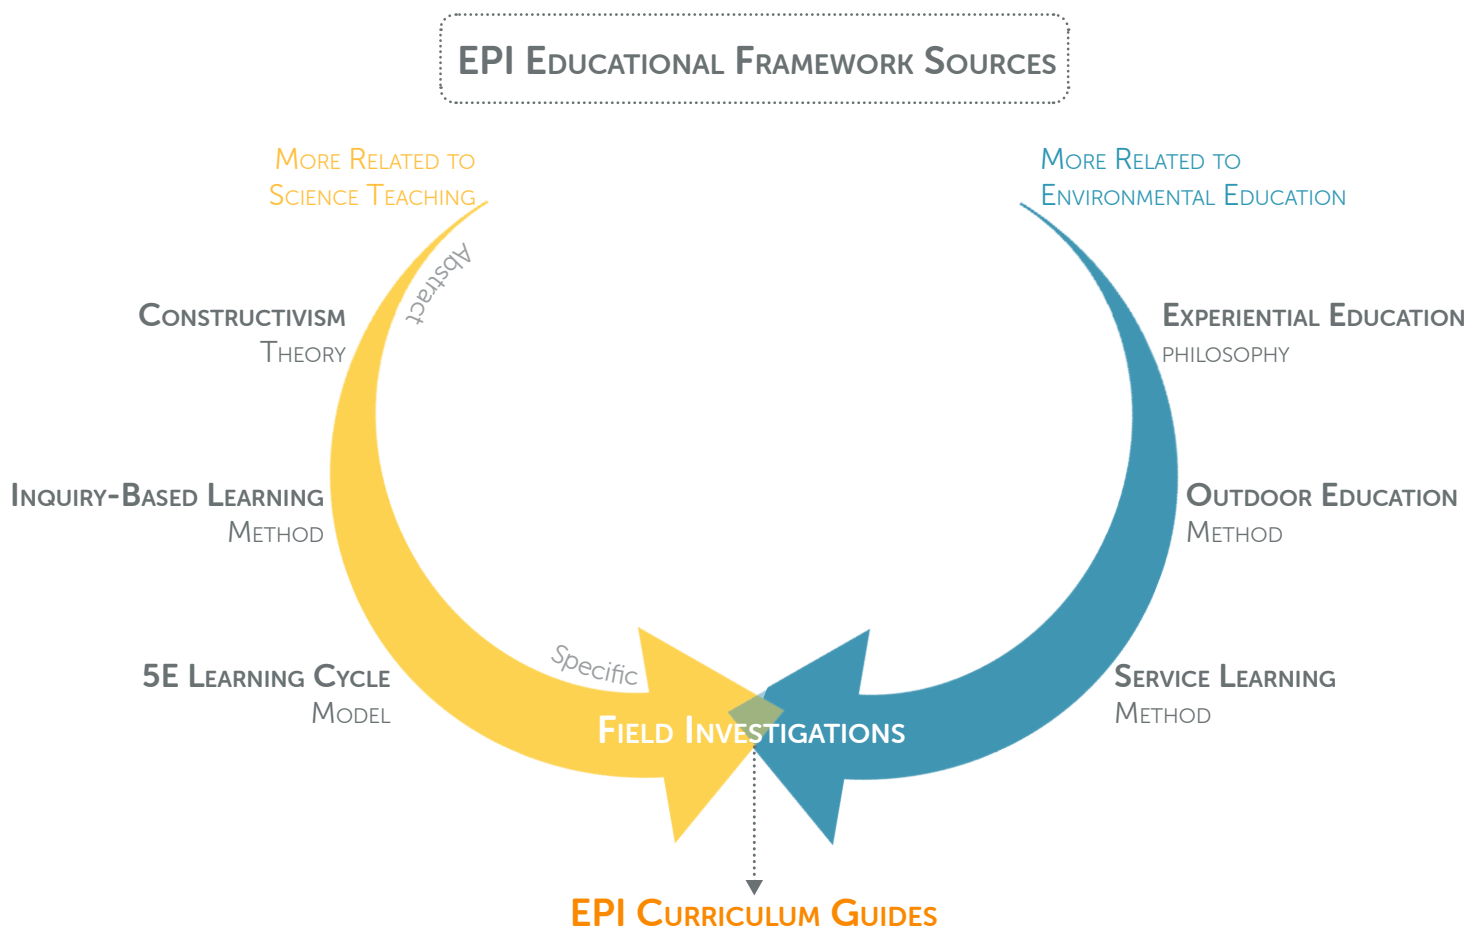 EPI Educational Framework Sources
More Related to
Science Teaching
Abstract
Constructivism
Theory
Inquiry-Based Learning
Method
5E Learning Cycle
Model
Specific
More Related to
Environmental Education
Experiential Education
philosophy
Outdoor Education
Method
Service Learning
Method
Field Investigations
EPI Curriculum Guides